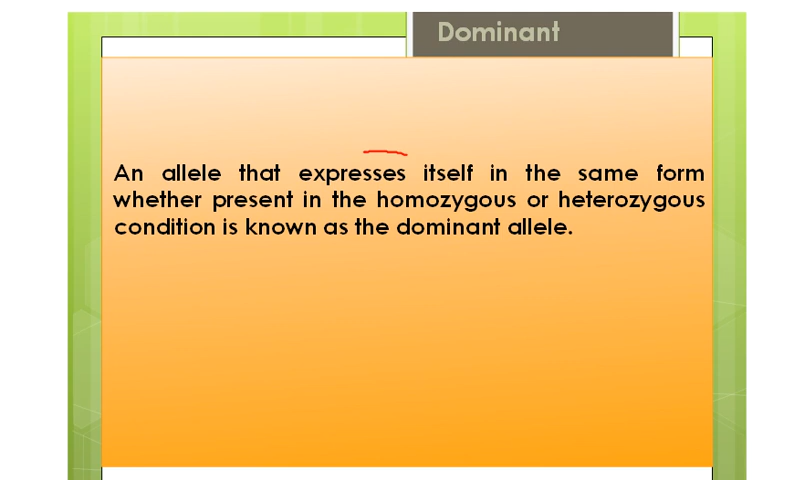 Dominant
An allele that expresses itself in the same form
whether present in the homozygous or heterozygous
condition is known as the dominant allele.